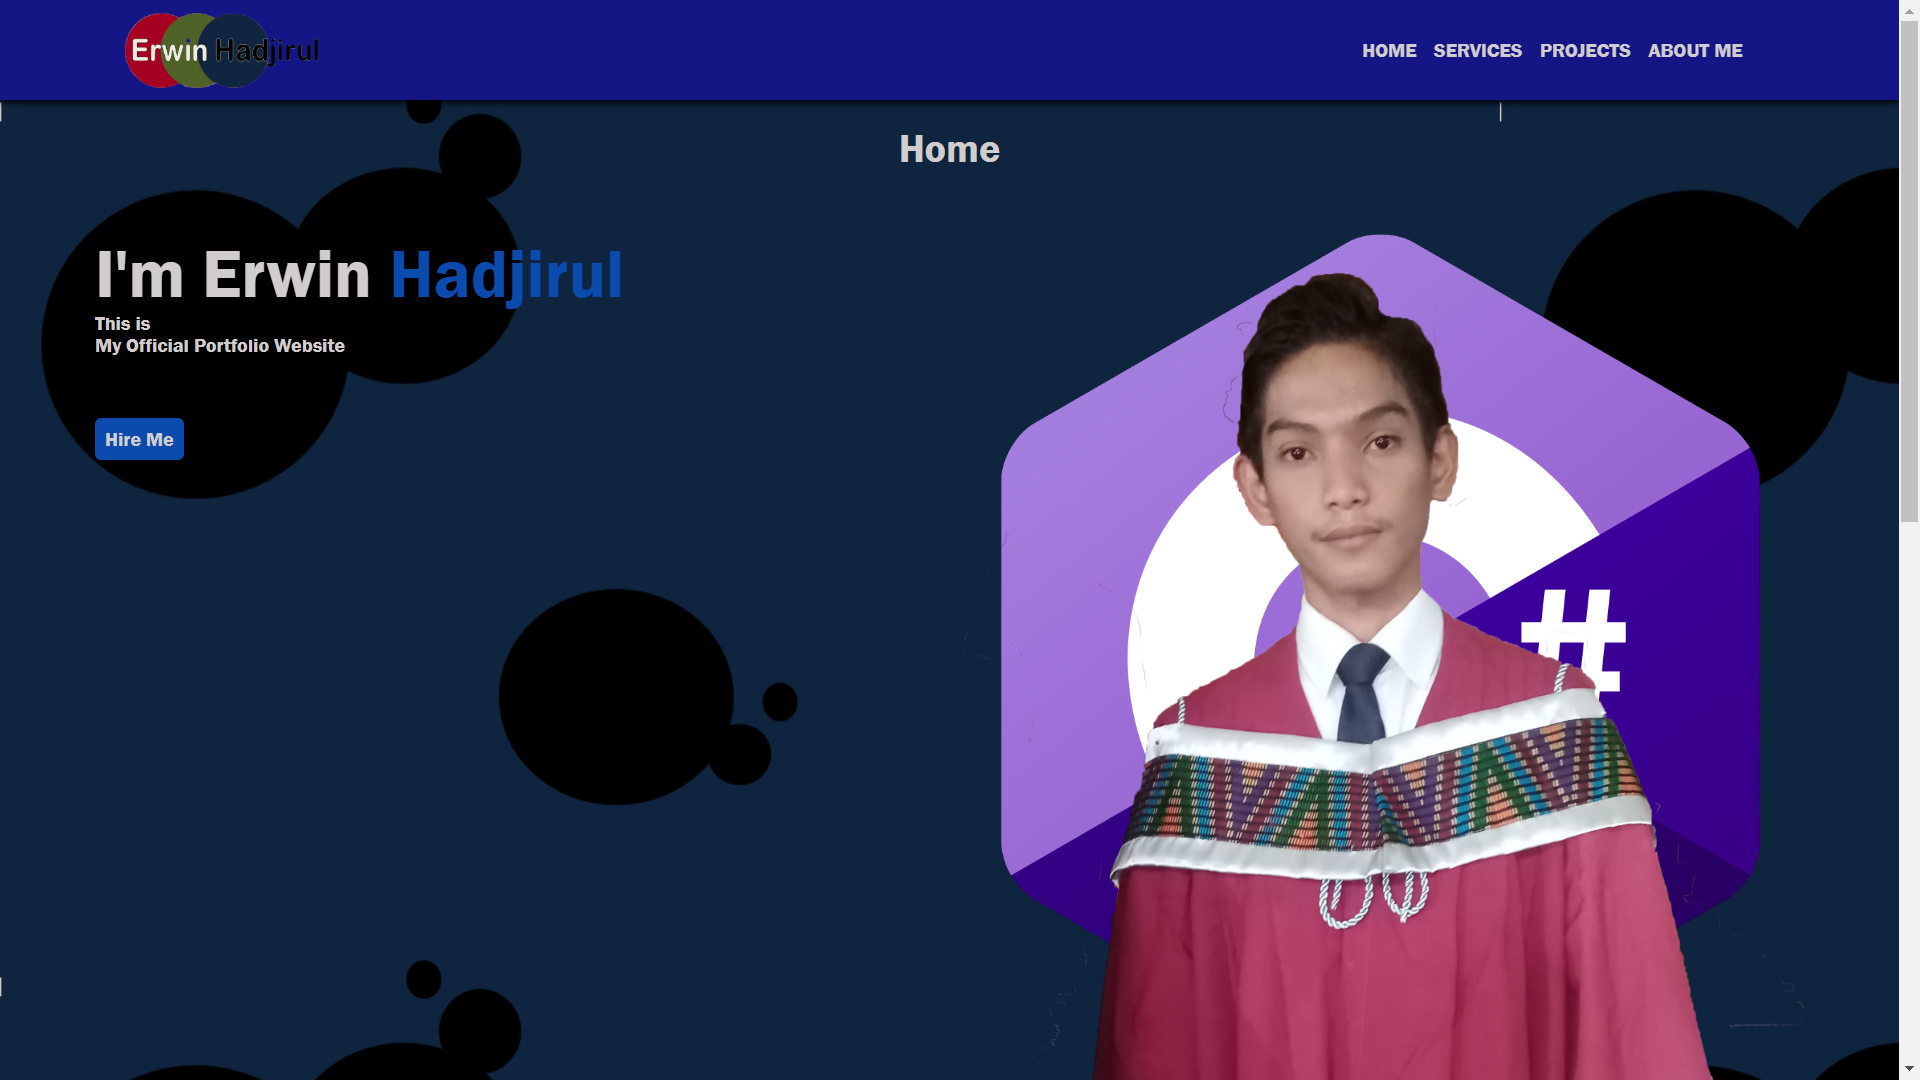 Erwin Hadjirul
HOME SERVICES PROJECTS ABOUT ME
Home
I'm Erwin Hadjirul
This is
My Official Portfolio Website
Hire Me
#